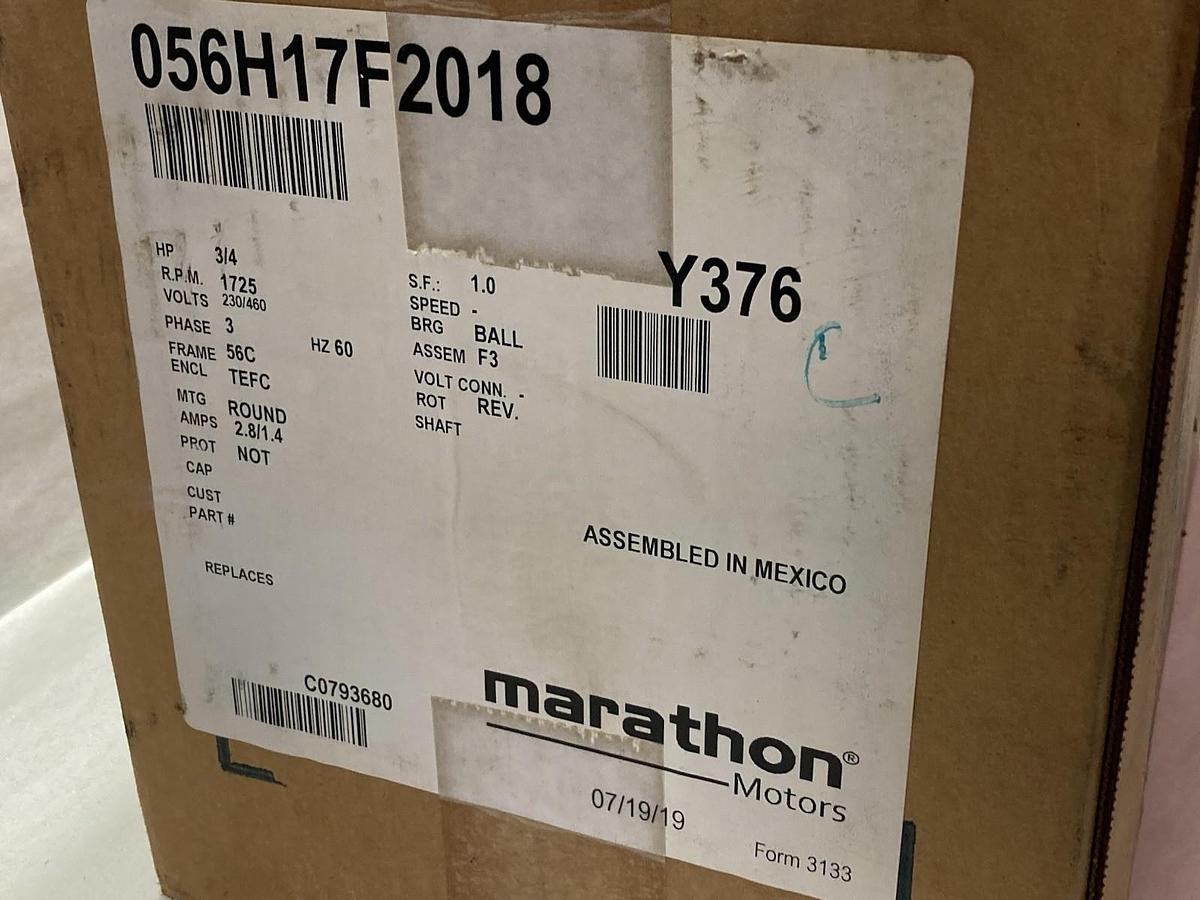 056H17F2018
HP 3/4
R.P.M. 1725
VOLTS 230/460
PHASE 3 HZ 60
FRAME 56C
ENCL TEFC
MTG ROUND
AMPS 2.8/1.4
PROT NOT
CAP
CUST
PART #
REPLACES
S.F.: 1.0
SPEED -
BRG BALL
ASSEM F3
VOLT CONN. -
ROT REV.
SHAFT
Y376
C
ASSEMBLED IN MEXICO
C0793680
marathon®
Motors
07/19/19
Form 3133